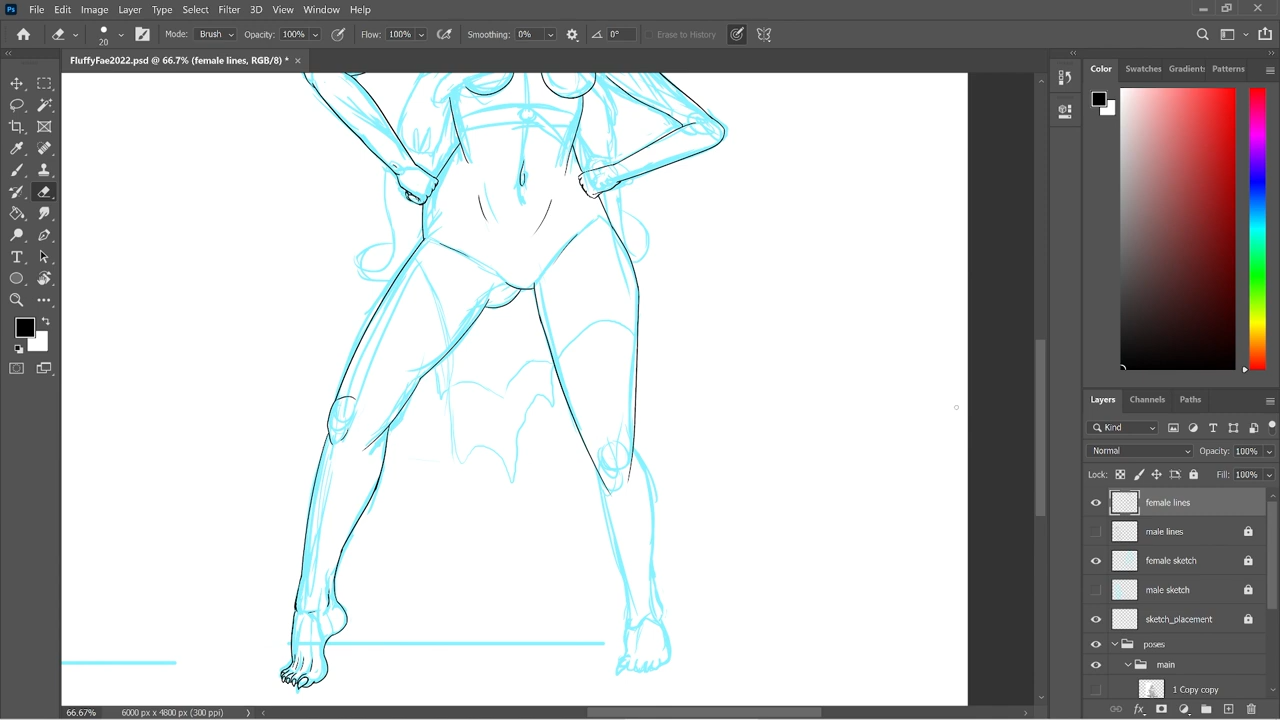 Ps File Edit Image Layer Type Select Filter 3D View Window Help
20 Mode: Brush Opacity: 100% Flow: 100% Smoothing: 0% 0° Erase to History
FluffyFae2022.psd @ 66.7% (female lines, RGB/8) *
Color Swatches Gradients Patterns
Layers Channels Paths
Kind
Normal Opacity: 100%
Lock: Fill: 100%
female lines
male lines
female sketch
male sketch
sketch_placement
poses
main
1 Copy copy
66.67% 6000 px x 4800 px (300 ppi)